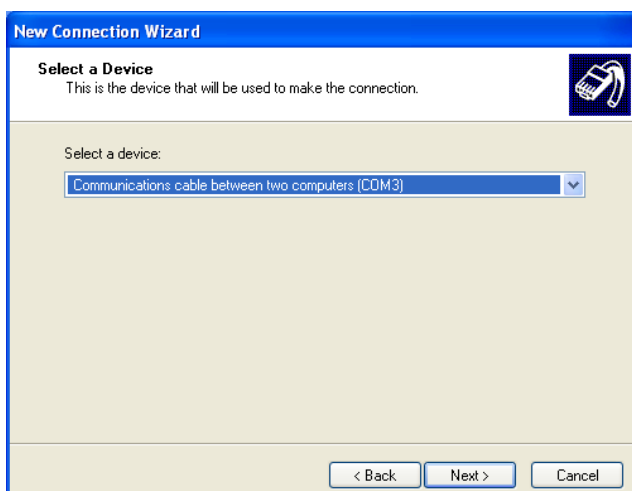 New Connection Wizard
Select a Device
This is the device that will be used to make the connection.
Select a device:
Communications cable between two computers (COM3)
< Back
Next >
Cancel